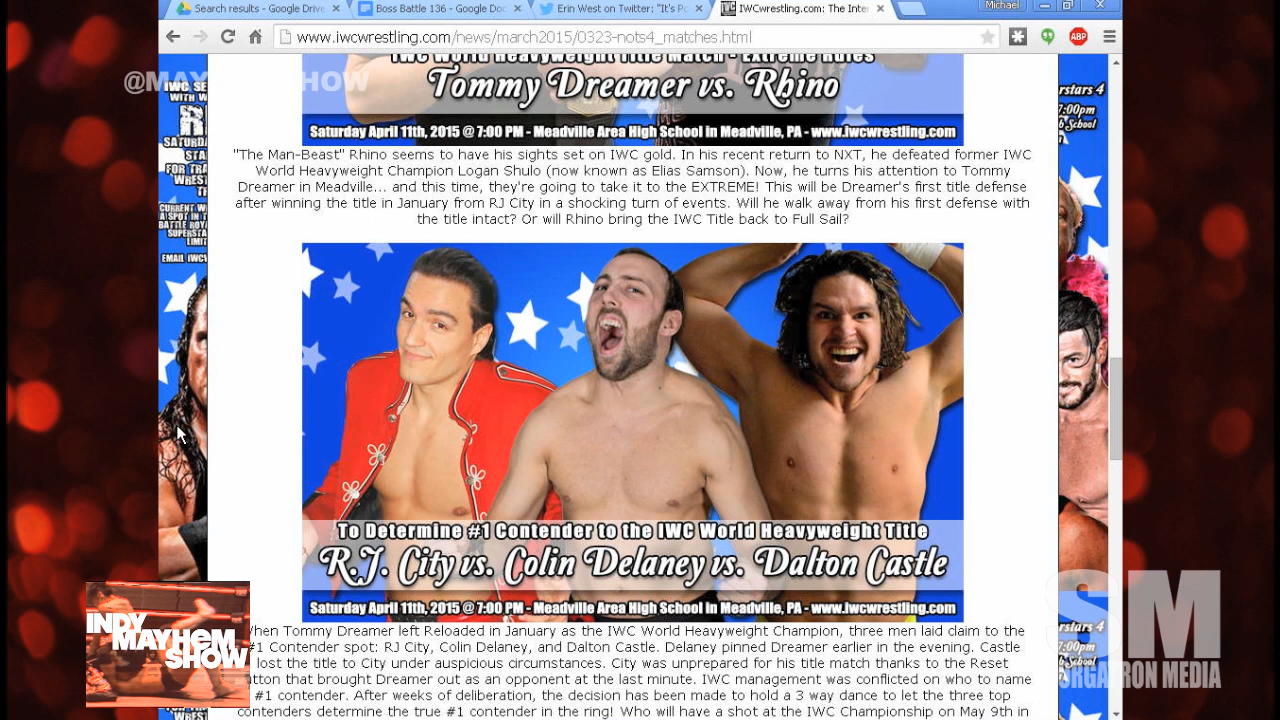 Search results - Google Drive
Boss Battle 136 - Google Doc
Erin West on Twitter: "It's Po
IWCwrestling.com: The Inter
Michael
www.iwcwrestling.com/news/march2015/0323-nots4_matches.html
ABP
@MAYHEMSHOW
IWC World Heavyweight Title Match - Extreme Rules
Tommy Dreamer vs. Rhino
Saturday April 11th, 2015 @ 7:00 PM - Meadville Area High School in Meadville, PA - www.iwcwrestling.com
"The Man-Beast" Rhino seems to have his sights set on IWC gold. In his recent return to NXT, he defeated former IWC
World Heavyweight Champion Logan Shulo (now known as Elias Samson). Now, he turns his attention to Tommy
Dreamer in Meadville... and this time, they're going to take it to the EXTREME! This will be Dreamer's first title defense
after winning the title in January from RJ City in a shocking turn of events. Will he walk away from his first defense with
the title intact? Or will Rhino bring the IWC Title back to Full Sail?
To Determine #1 Contender to the IWC World Heavyweight Title
R.J. City vs. Colin Delaney vs. Dalton Castle
Saturday April 11th, 2015 @ 7:00 PM - Meadville Area High School in Meadville, PA - www.iwcwrestling.com
When Tommy Dreamer left Reloaded in January as the IWC World Heavyweight Champion, three men laid claim to the
#1 Contender spot: RJ City, Colin Delaney, and Dalton Castle. Delaney pinned Dreamer earlier in the evening. Castle
lost the title to City under auspicious circumstances. City was unprepared for his title match thanks to the Reset
Button that brought Dreamer out as an opponent at the last minute. IWC management was conflicted on who to name
#1 contender. After weeks of deliberation, the decision has been made to hold a 3 way dance to let the three top
contenders determine the true #1 contender in the ring! Who will have a shot at the IWC Championship on May 9th in
INDY
MAYHEM
SHOW
SM
SORGATRON MEDIA